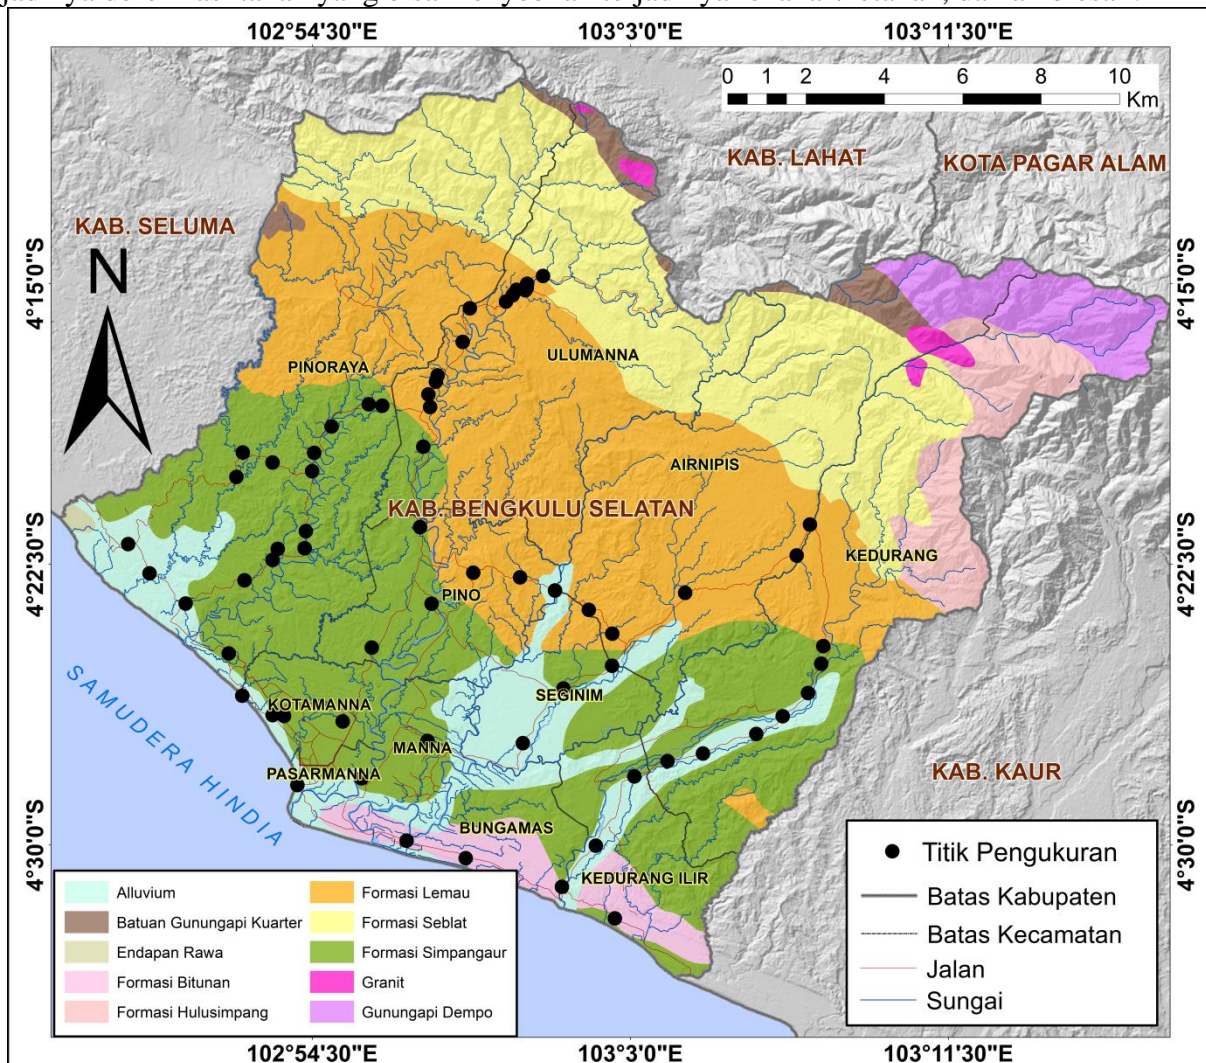 102°54'30"E 103°3'0"E 103°11'30"E
0 1 2 4 6 8 10
Km
KAB. LAHAT
KOTA PAGAR ALAM
KAB. SELUMA
N
4°15'0"S
4°15'0"S
ULUMANNA
PINORAYA
AIRNIPIS
KAB. BENGKULU SELATAN
KEDURANG
4°22'30"S
4°22'30"S
PINO
SEGINIM
KOTAMANNA
MANNA
PASARMANNA
SAMUDERA HINDIA
KAB. KAUR
BUNGAMAS
4°30'0"S
4°30'0"S
KEDURANG ILIR
Alluvium
Batuan Gunungapi Kuarter
Endapan Rawa
Formasi Bitunan
Formasi Hulusimpang
Formasi Lemau
Formasi Seblat
Formasi Simpangaur
Granit
Gunungapi Dempo
Titik Pengukuran
Batas Kabupaten
Batas Kecamatan
Jalan
Sungai
102°54'30"E 103°3'0"E 103°11'30"E